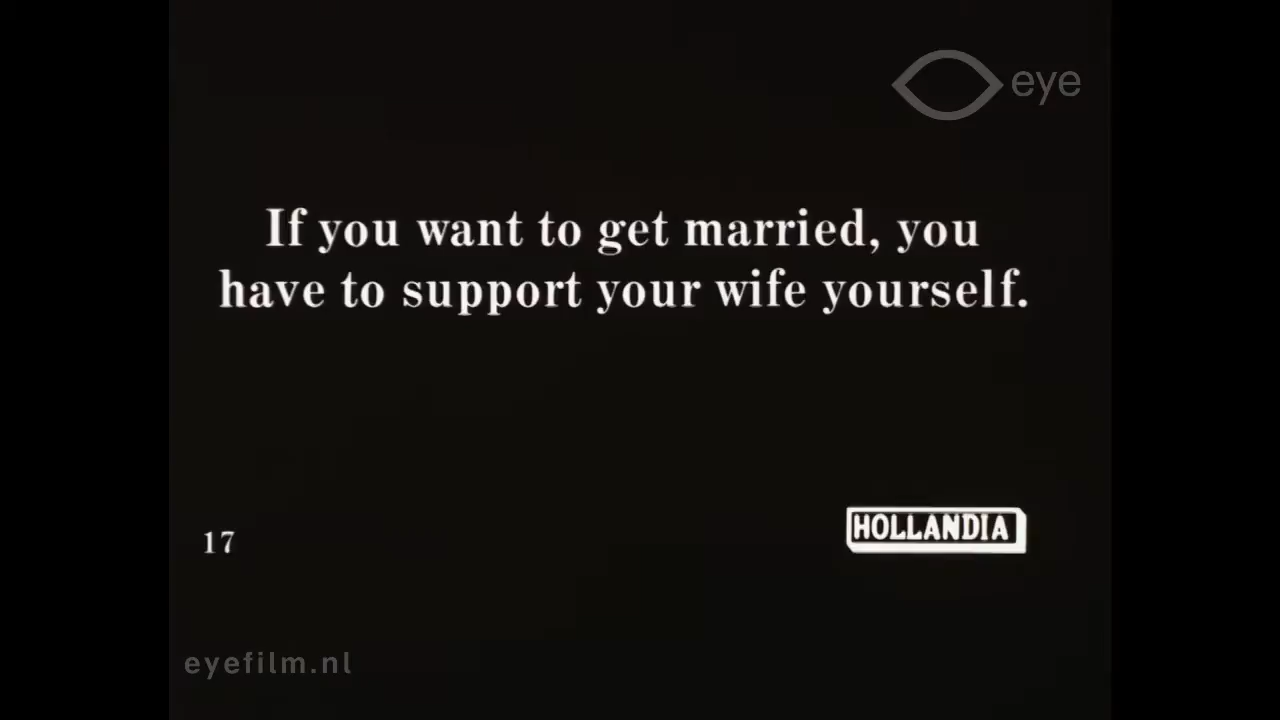 eye
If you want to get married, you
have to support your wife yourself.
17
HOLLANDIA
eyefilm.nl